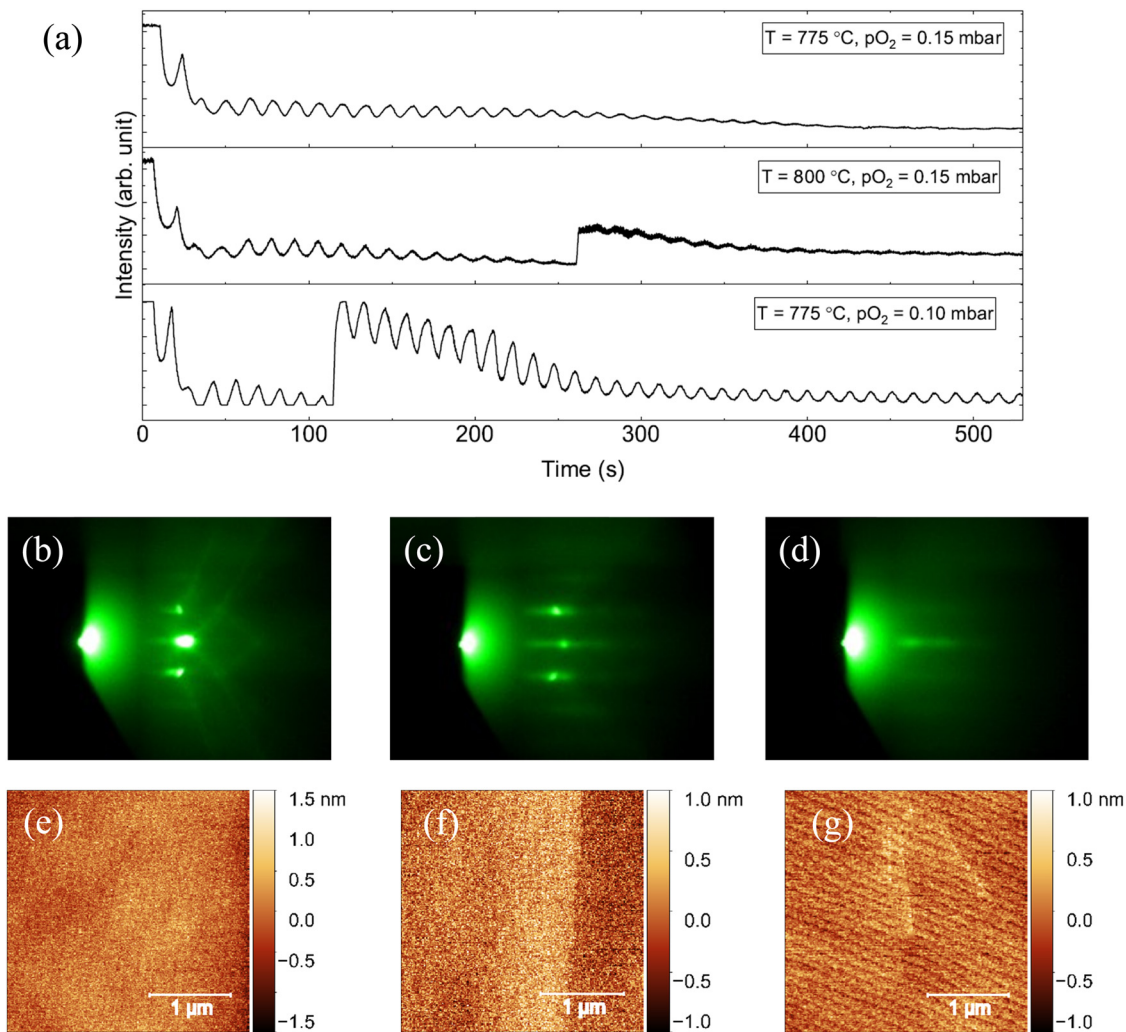 (a)
T = 775 °C, pO₂ = 0.15 mbar
T = 800 °C, pO₂ = 0.15 mbar
T = 775 °C, pO₂ = 0.10 mbar
Intensity (arb. unit)
0 100 200 300 400 500
Time (s)
(b)
(c)
(d)
(e)
1.5 nm
1.0
0.5
0.0
−0.5
−1.5
1 µm
(f)
1.0 nm
0.5
0.0
−0.5
−1.0
1 µm
(g)
1.0 nm
0.5
0.0
−0.5
−1.0
1 µm